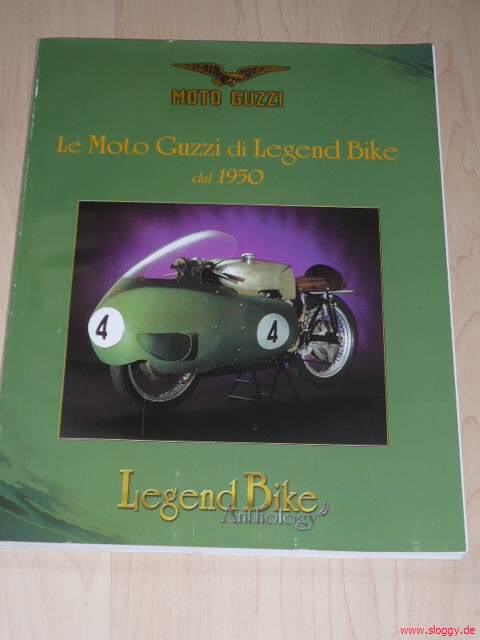 MOTO GUZZI
Le Moto Guzzi di Legend Bike
dal 1950
4
4
Legend Bike
Anthology
www.sloggy.de